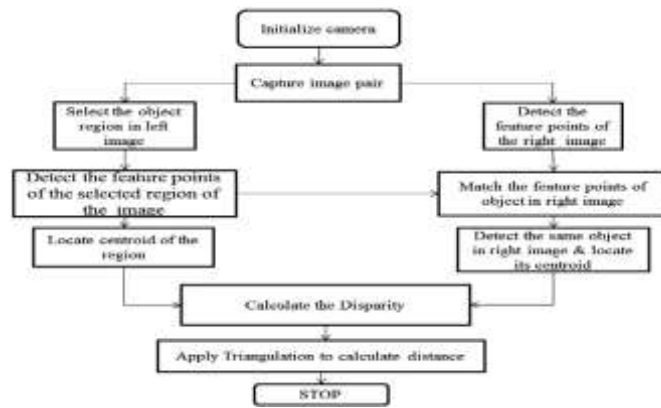 Initialize camera
Capture image pair
Select the object
region in left
image
Detect the
feature points of
the right image
Detect the feature points
of the selected region of
the image
Match the feature points of
object in right image
Locate centroid of the
region
Detect the same object
in right image & locate
its centroid
Calculate the Disparity
Apply Triangulation to calculate distance
STOP